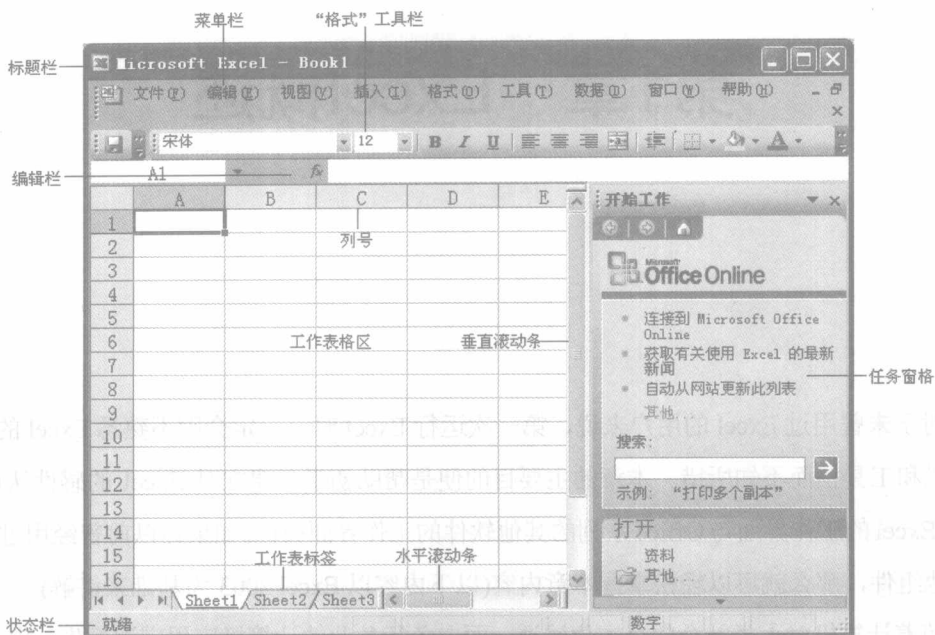 菜单栏 “格式”工具栏
标题栏
Microsoft Excel - Book1
文件(F) 编辑(E) 视图(V) 插入(I) 格式(O) 工具(T) 数据(D) 窗口(W) 帮助(H)
宋体 12 B I U A
编辑栏
A1 fx
A B C D E
开始工作
1
列号
2
Microsoft
Office Online
3
4
5
连接到 Microsoft Office
Online
6 工作表格区 垂直滚动条
获取有关使用 Excel 的最新
新闻
7
任务窗格
8
自动从网站更新此列表
9
其他
10
搜索:
11
12
示例: “打印多个副本”
13
14
打开
15 工作表标签 水平滚动条
资料
16
其他
Sheet1 Sheet2 Sheet3
状态栏
就绪 数字